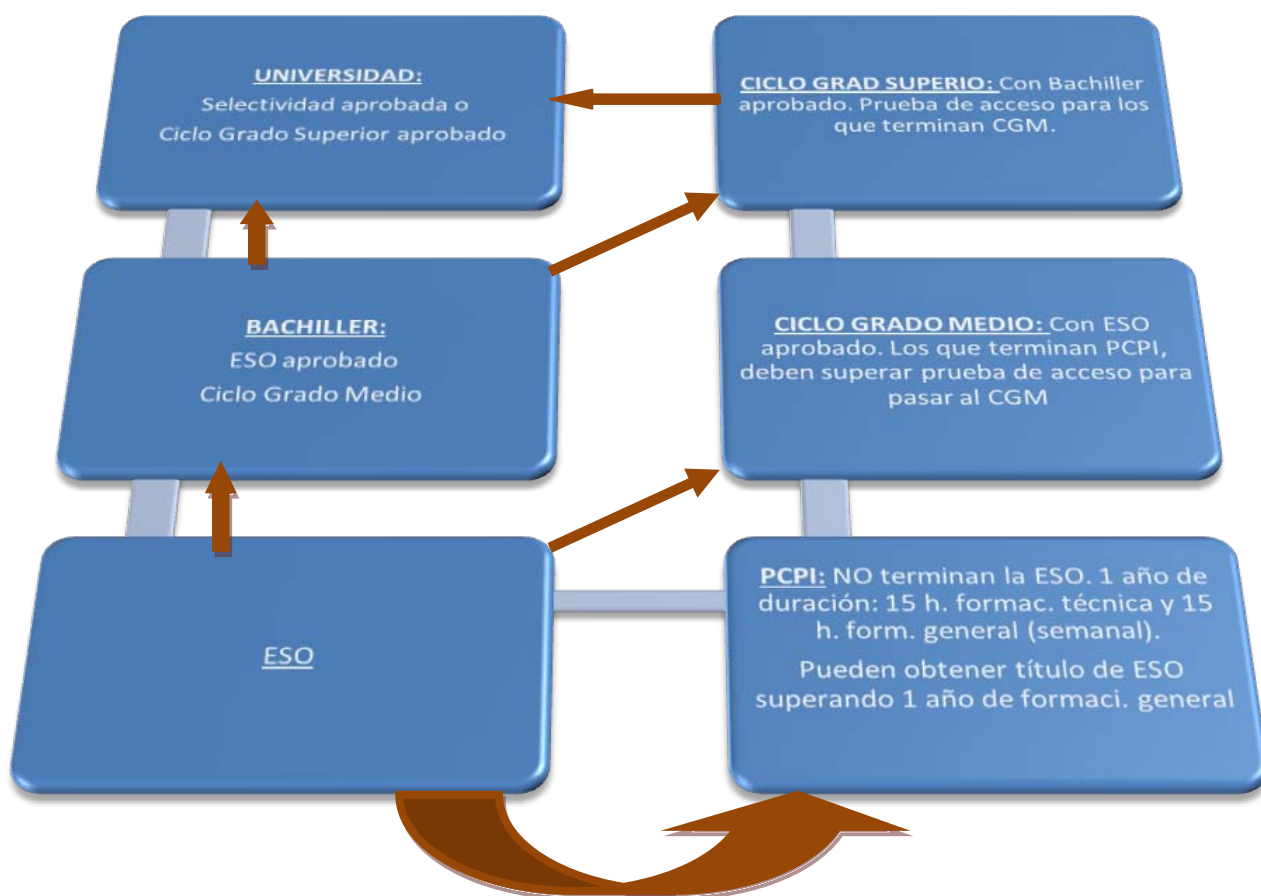 UNIVERSIDAD:
Selectividad aprobada o
Ciclo Grado Superior aprobado
CICLO GRAD SUPERIO: Con Bachiller
aprobado. Prueba de acceso para los
que terminan CGM.
BACHILLER:
ESO aprobado
Ciclo Grado Medio
CICLO GRADO MEDIO: Con ESO
aprobado. Los que terminan PCPI,
deben superar prueba de acceso para
pasar al CGM
ESO
PCPI: NO terminan la ESO. 1 año de
duración: 15 h. formac. técnica y 15
h. form. general (semanal).
Pueden obtener título de ESO
superando 1 año de formaci. general